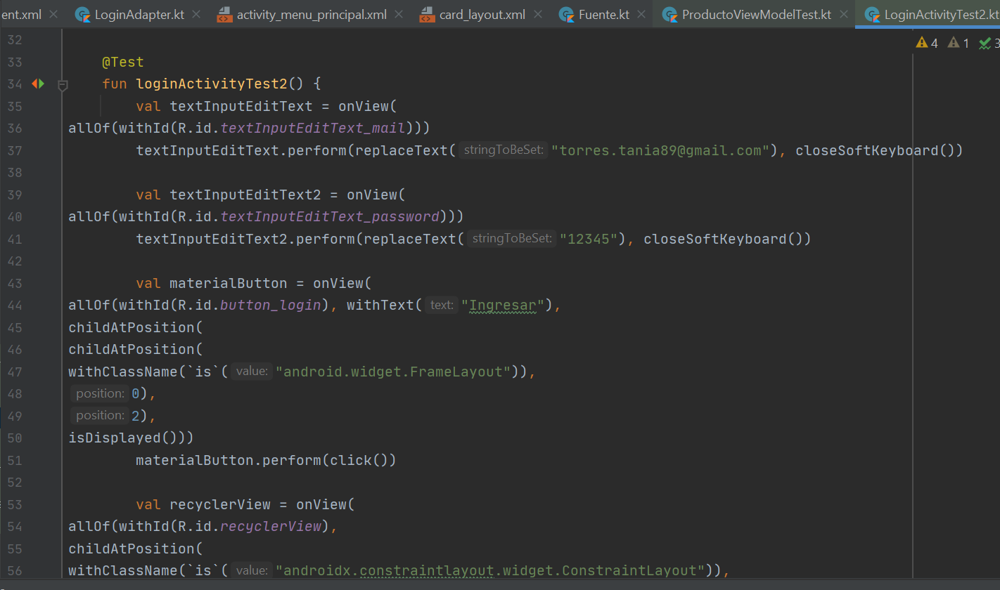 ent.xml LoginAdapter.kt activity_menu_principal.xml card_layout.xml Fuente.kt ProductoViewModelTest.kt LoginActivityTest2.kt
4 1 3
32
33 @Test
34 fun loginActivityTest2() {
35 val textInputEditText = onView(
36 allOf(withId(R.id.textInputEditText_mail)))
37 textInputEditText.perform(replaceText( stringToBeSet: "torres.tania89@gmail.com"), closeSoftKeyboard())
38
39 val textInputEditText2 = onView(
40 allOf(withId(R.id.textInputEditText_password)))
41 textInputEditText2.perform(replaceText( stringToBeSet: "12345"), closeSoftKeyboard())
42
43 val materialButton = onView(
44 allOf(withId(R.id.button_login), withText( text: "Ingresar"),
45 childAtPosition(
46 childAtPosition(
47 withClassName(`is`( value: "android.widget.FrameLayout")),
48 position: 0),
49 position: 2),
50 isDisplayed()))
51 materialButton.perform(click())
52
53 val recyclerView = onView(
54 allOf(withId(R.id.recyclerView),
55 childAtPosition(
56 withClassName(`is`( value: "androidx.constraintlayout.widget.ConstraintLayout")),